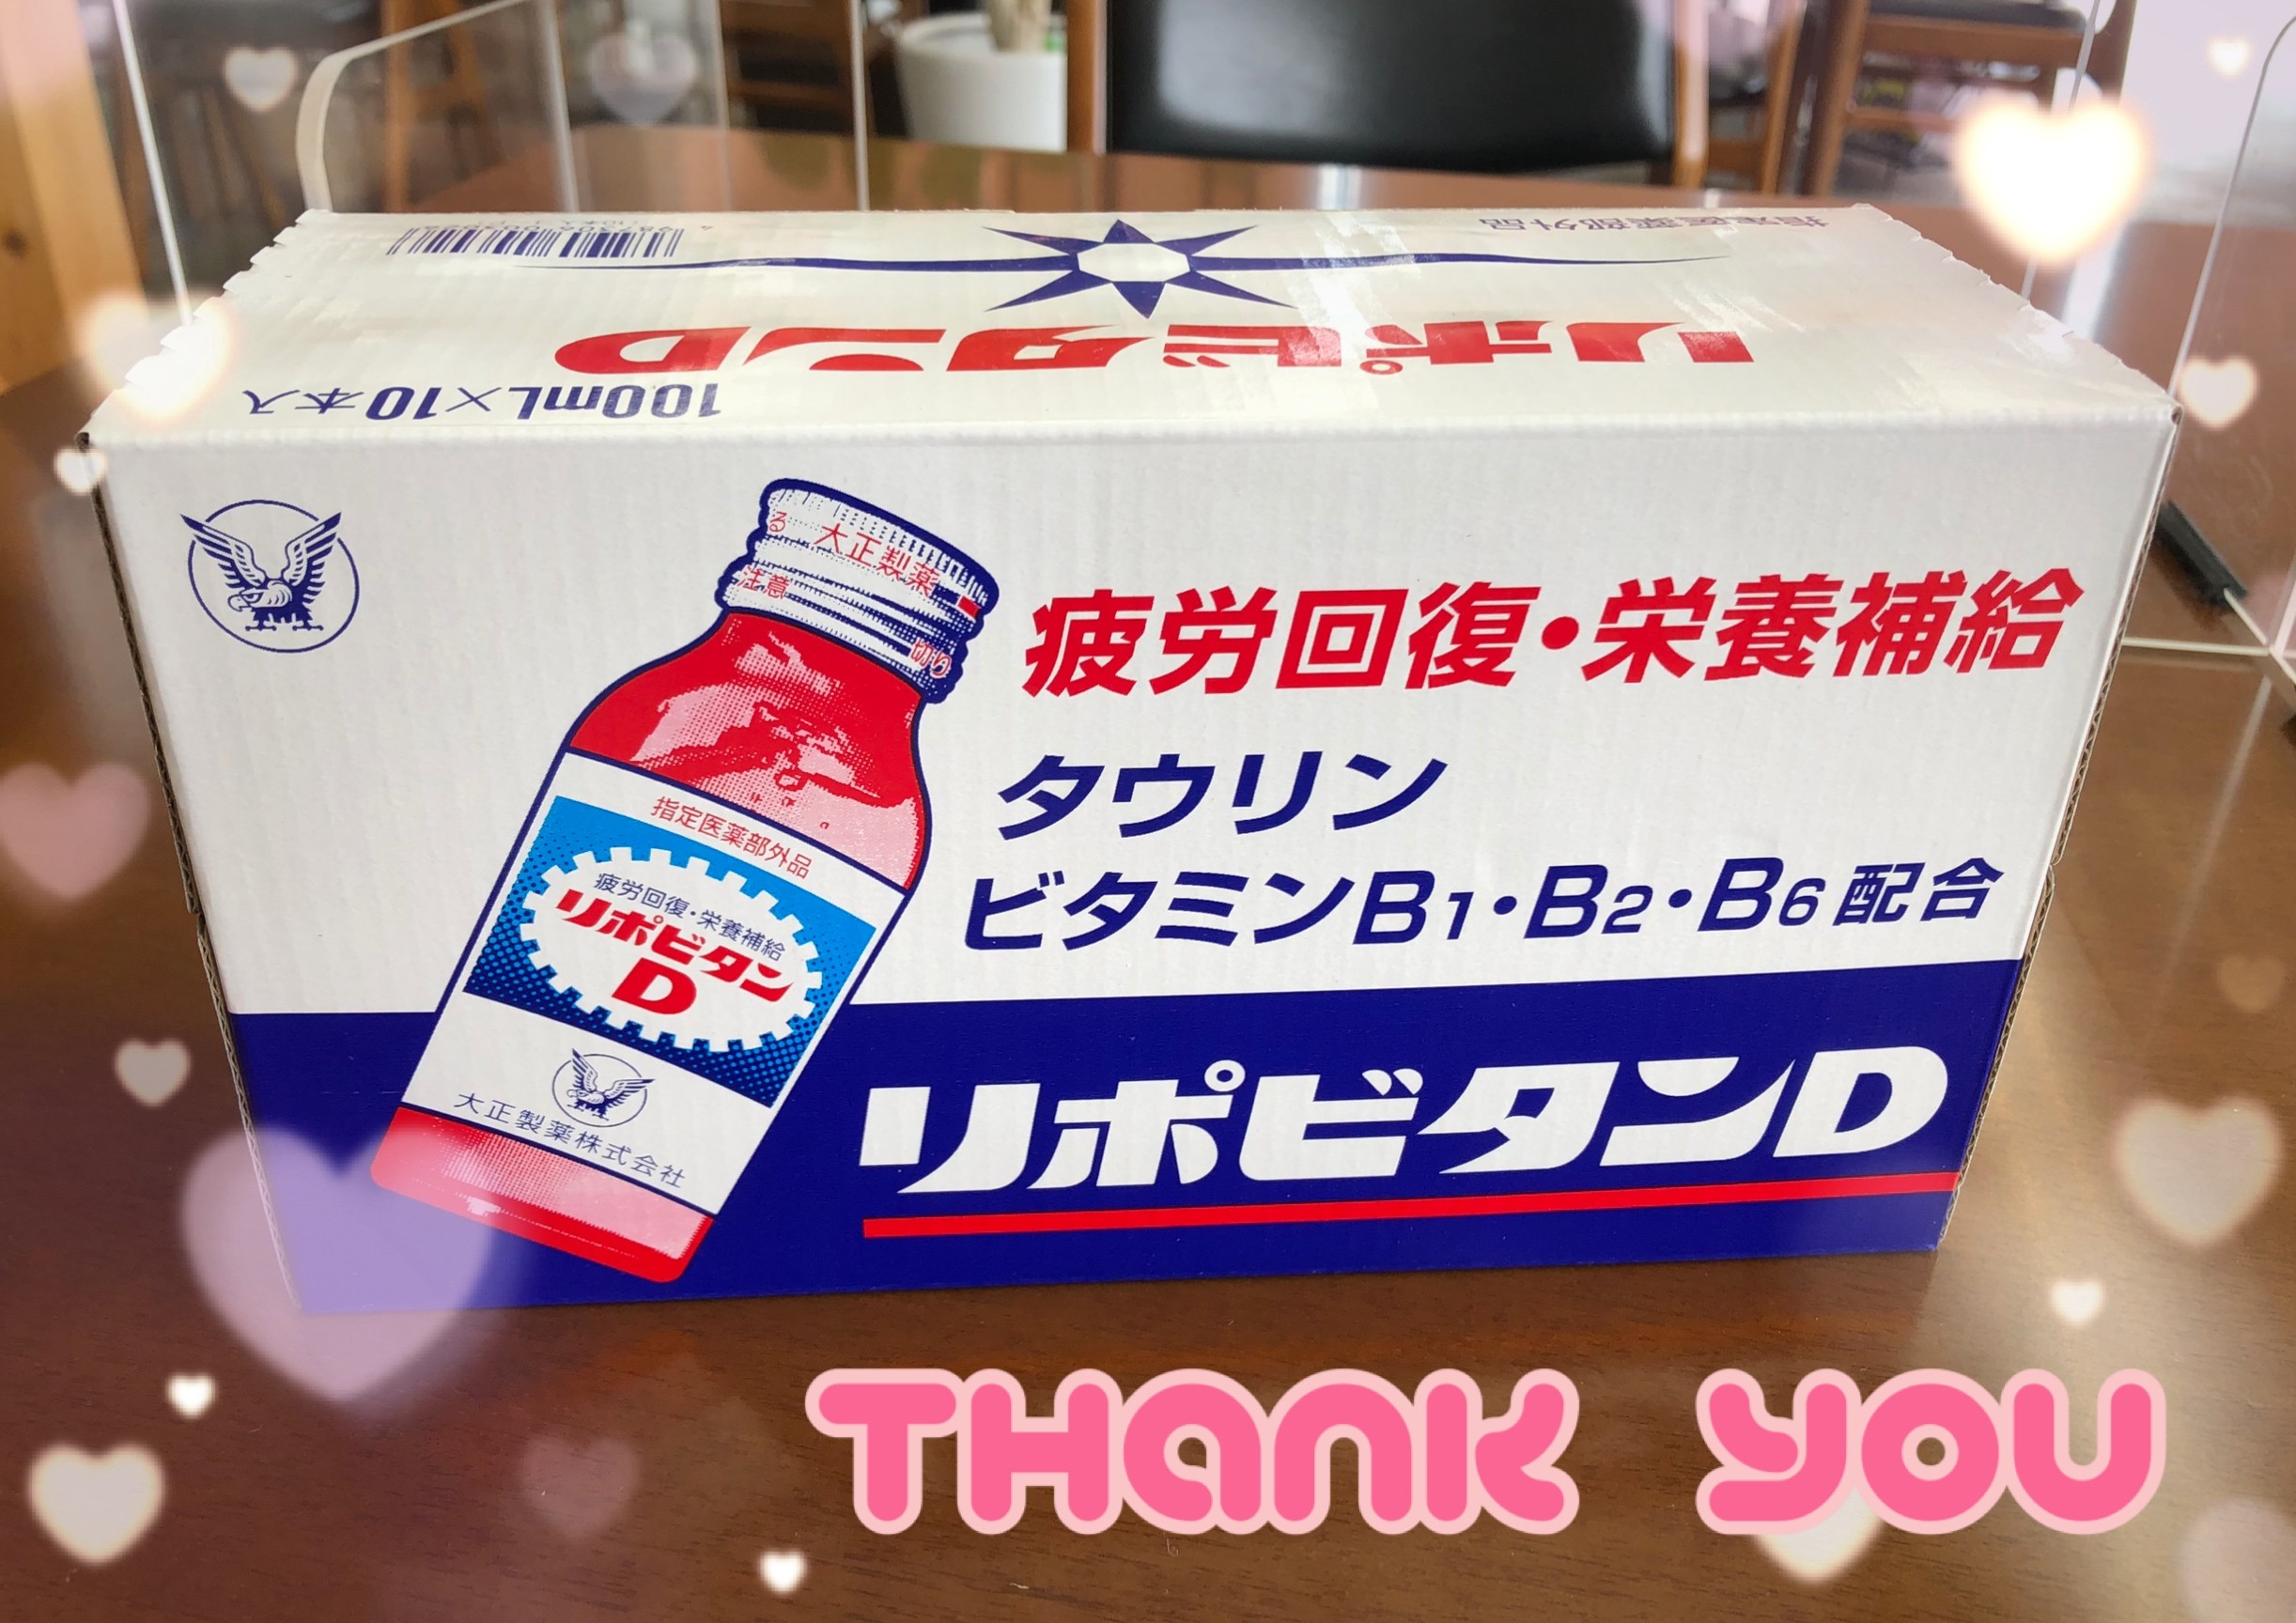 指定医薬部外品
リポビタンD
100mL×10本入
る 大正製薬
注意
切り
疲労回復・栄養補給
タウリン
ビタミンB1・B2・B6配合
指定医薬部外品
疲労回復・栄養補給
リポビタン
D
大正製薬株式会社
リポビタンD
THANK YOU